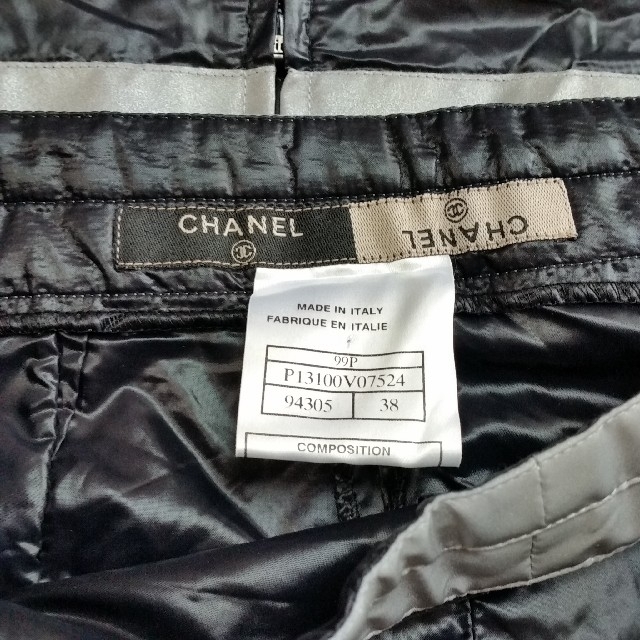 CHANEL
CHANEL
MADE IN ITALY
FABRIQUE EN ITALIE
99P
P13100V07524
94305 38
COMPOSITION